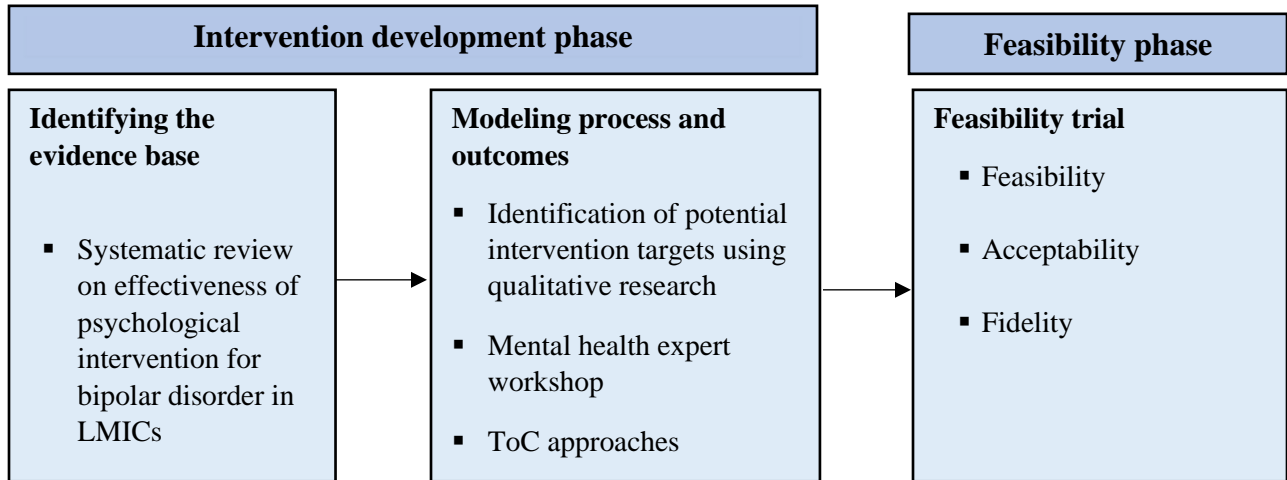 Intervention development phase
Feasibility phase
Identifying the
evidence base
▪ Systematic review
on effectiveness of
psychological
intervention for
bipolar disorder in
LMICs
Modeling process and
outcomes
▪ Identification of potential
intervention targets using
qualitative research
▪ Mental health expert
workshop
▪ ToC approaches
Feasibility trial
▪ Feasibility
▪ Acceptability
▪ Fidelity